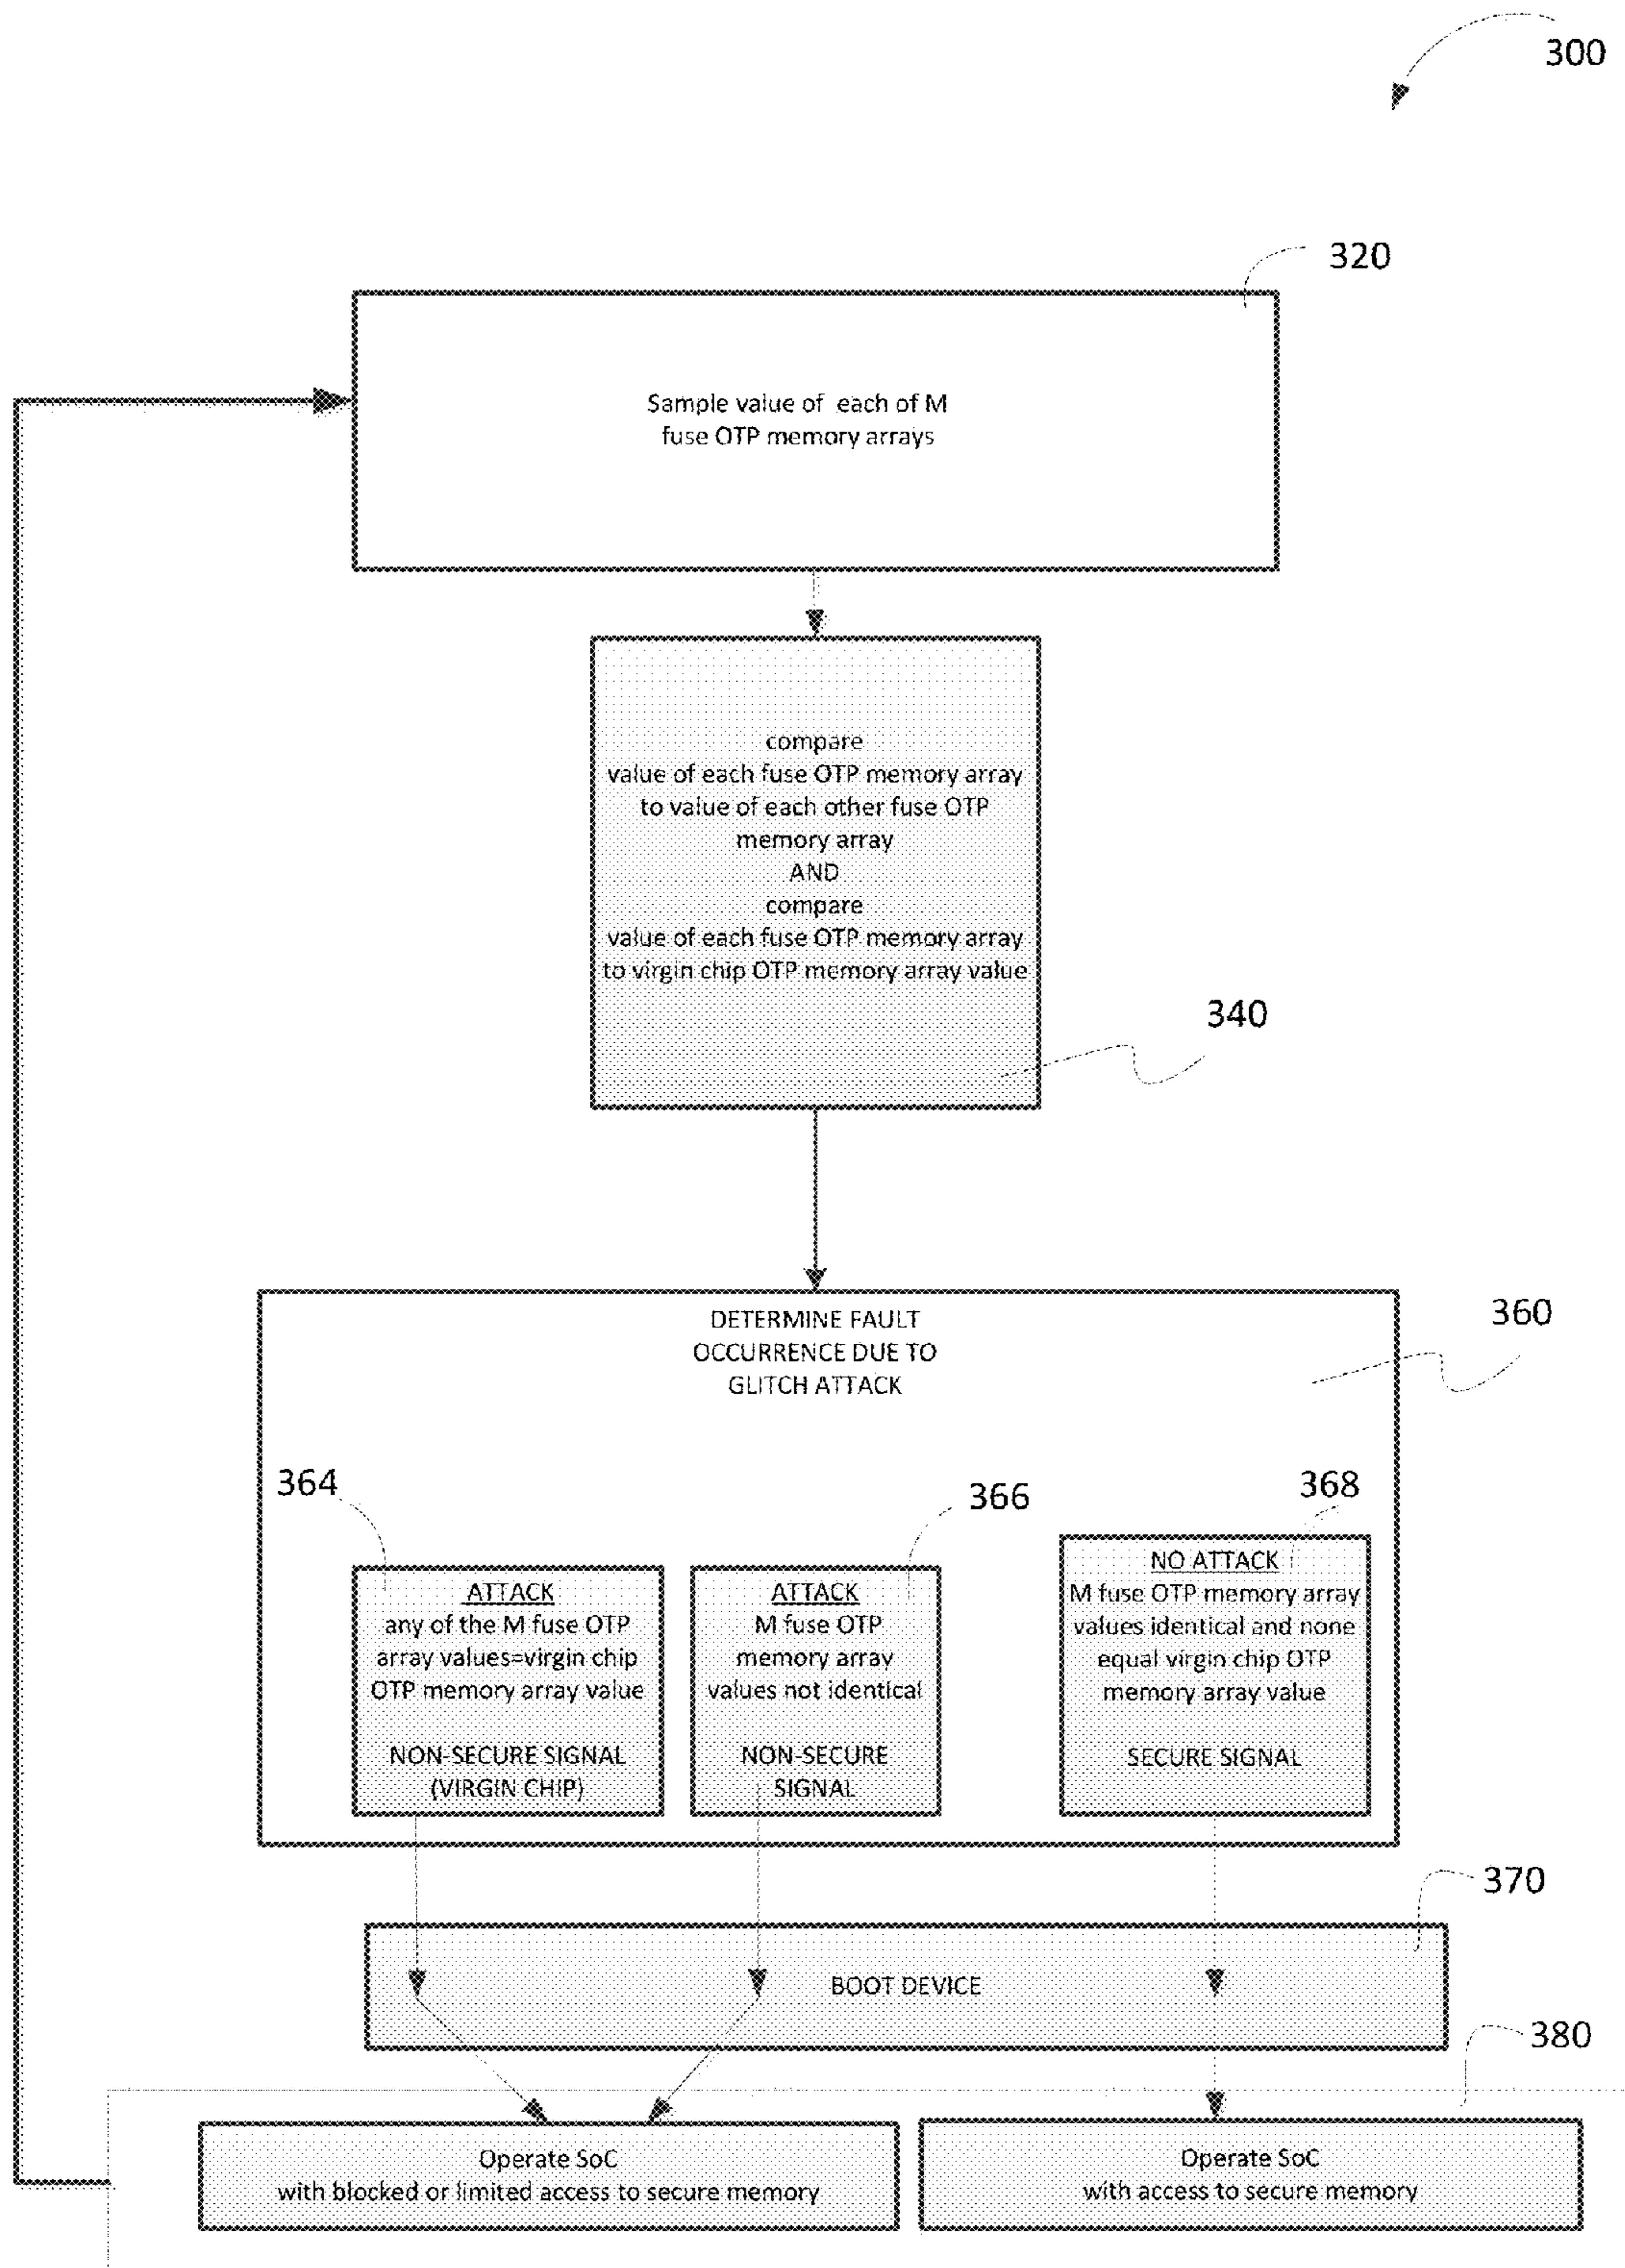 300
320
Sample value of each of M
fuse OTP memory arrays
compare
value of each fuse OTP memory array
to value of each other fuse OTP
memory array
AND
compare
value of each fuse OTP memory array
to virgin chip OTP memory array value
340
DETERMINE FAULT
OCCURRENCE DUE TO
GLITCH ATTACK
360
364
366
368
ATTACK
any of the M fuse OTP
array values=virgin chip
OTP memory array value
NON-SECURE SIGNAL
(VIRGIN CHIP)
ATTACK
M fuse OTP
memory array
values not identical
NON-SECURE
SIGNAL
NO ATTACK
M fuse OTP memory array
values identical and none
equal virgin chip OTP
memory array value
SECURE SIGNAL
370
BOOT DEVICE
380
Operate SoC
with blocked or limited access to secure memory
Operate SoC
with access to secure memory